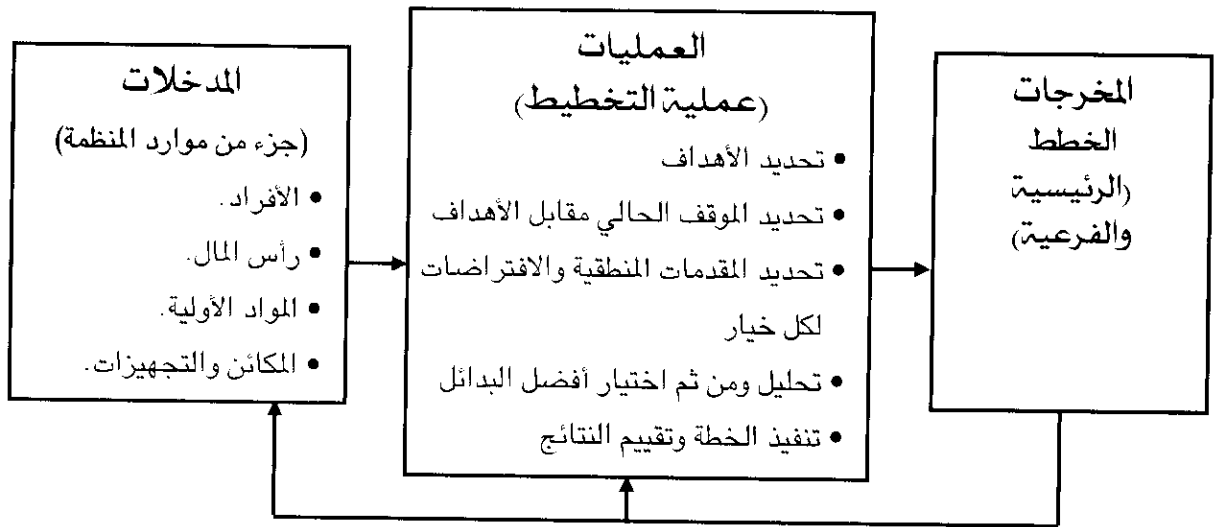 المدخلات
(جزء من موارد المنظمة)
• الأفراد.
• رأس المال.
• المواد الأولية.
• المكائن والتجهيزات.
العمليات
(عملية التخطيط)
• تحديد الأهداف
• تحديد الموقف الحالي مقابل الأهداف
• تحديد المقدمات المنطقية والافتراضات
لكل خيار
• تحليل ومن ثم اختيار أفضل البدائل
• تنفيذ الخطة وتقييم النتائج
المخرجات
الخطط
(الرئيسية
والفرعية)